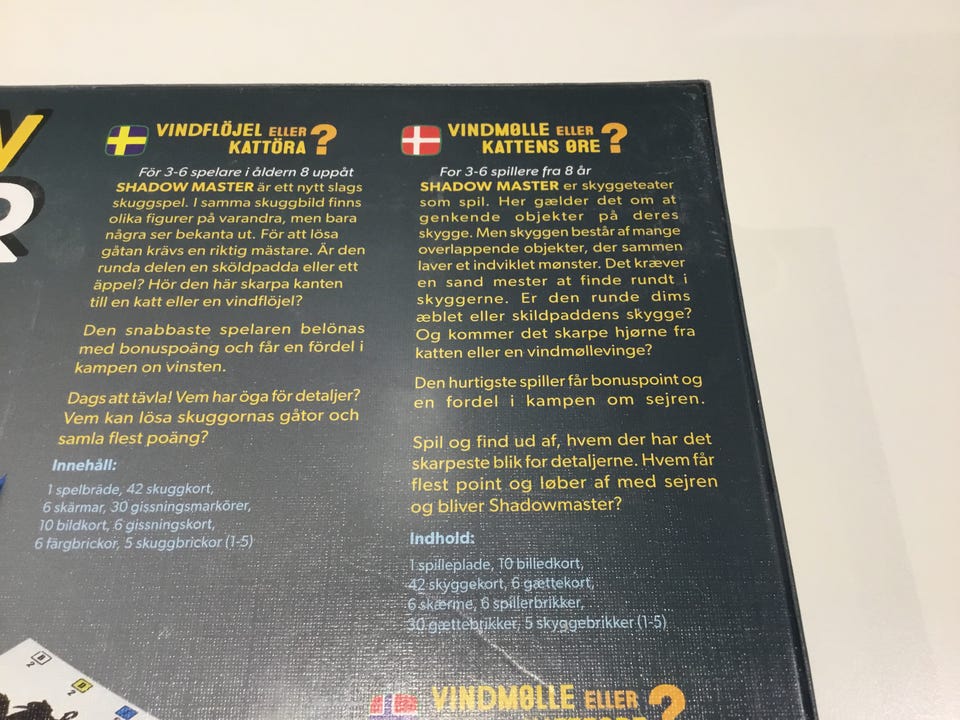 VINDFLÖJEL ELLER
KATTÖRA ?
För 3-6 spelare i åldern 8 uppåt
SHADOW MASTER är ett nytt slags
skuggspel. I samma skuggbild finns
olika figurer på varandra, men bara
några ser bekanta ut. För att lösa
gåtan krävs en riktig mästare. Är den
runda delen en sköldpadda eller ett
äppel? Hör den här skarpa kanten
till en katt eller en vindflöjel?
Den snabbaste spelaren belönas
med bonuspoäng och får en fördel i
kampen on vinsten.
Dags att tävla! Vem har öga för detaljer?
Vem kan lösa skuggornas gåtor och
samla flest poäng?
Innehåll:
1 spelbräde, 42 skuggkort,
6 skärmar, 30 gissningsmarkörer,
10 bildkort, 6 gissningskort,
6 färgbrickor, 5 skuggbrickor (1-5)
VINDMØLLE ELLER
KATTENS ØRE ?
For 3-6 spillere fra 8 år
SHADOW MASTER er skyggeteater
som spil. Her gælder det om at
genkende objekter på deres
skygge. Men skyggen består af mange
overlappende objekter, der sammen
laver et indviklet mønster. Det kræver
en sand mester at finde rundt i
skyggerne. Er den runde dims
æblet eller skildpaddens skygge?
Og kommer det skarpe hjørne fra
katten eller en vindmøllevinge?
Den hurtigste spiller får bonuspoint og
en fordel i kampen om sejren.
Spil og find ud af, hvem der har det
skarpeste blik for detaljerne. Hvem får
flest point og løber af med sejren
og bliver Shadowmaster?
Indhold:
1 spilleplade, 10 billedkort,
42 skyggekort, 6 gættekort,
6 skærme, 6 spillerbrikker,
30 gættebrikker, 5 skyggebrikker (1-5)
VINDMØLLE ELLER
?